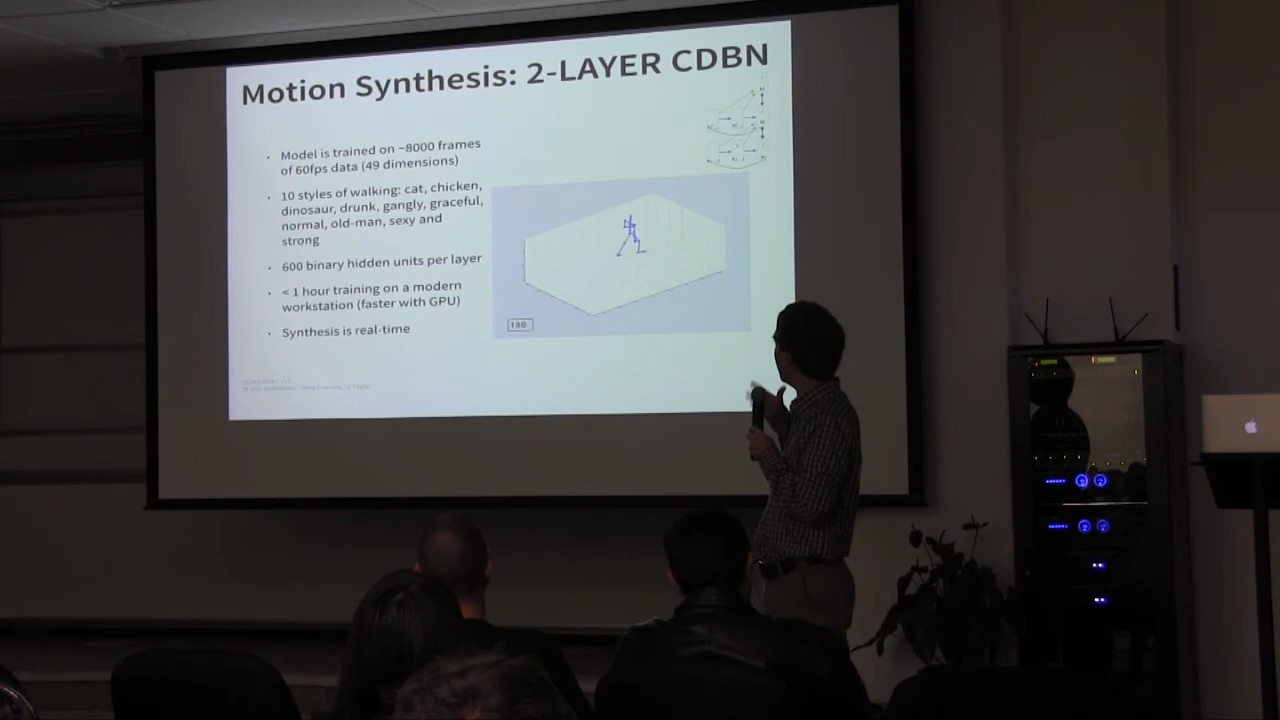 Motion Synthesis: 2-LAYER CDBN
· Model is trained on ~8000 frames
of 60fps data (49 dimensions)
· 10 styles of walking: cat, chicken,
dinosaur, drunk, gangly, graceful,
normal, old-man, sexy and
strong
· 600 binary hidden units per layer
· < 1 hour training on a modern
workstation (faster with GPU)
· Synthesis is real-time